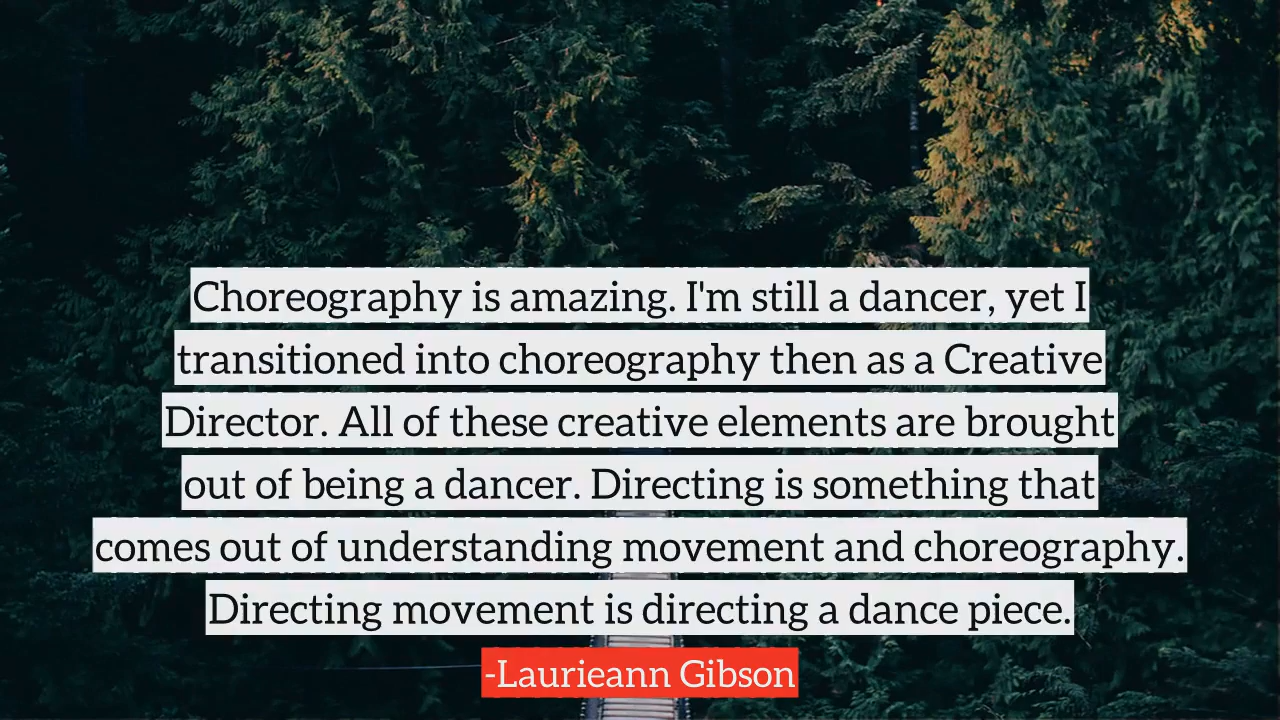 Choreography is amazing. I'm still a dancer, yet I
transitioned into choreography then as a Creative
Director. All of these creative elements are brought
out of being a dancer. Directing is something that
comes out of understanding movement and choreography.
Directing movement is directing a dance piece.
-Laurieann Gibson